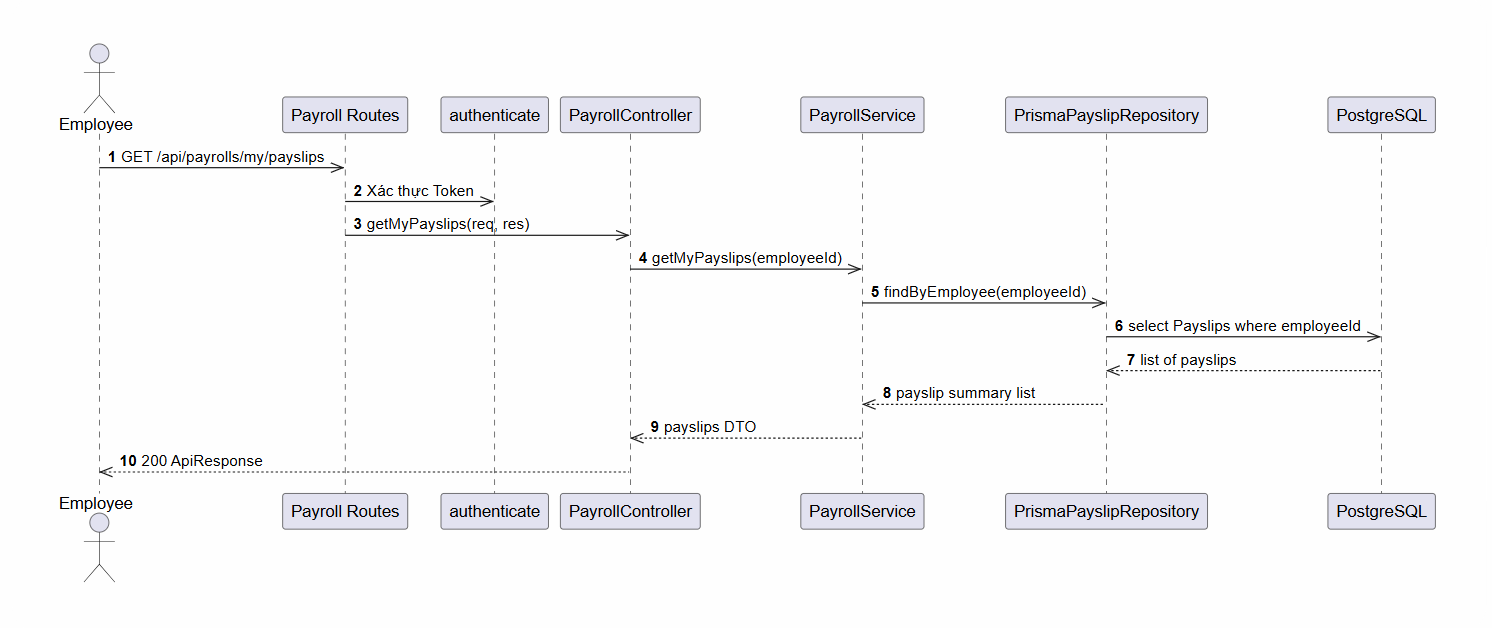 Employee
Payroll Routes
authenticate
PayrollController
PayrollService
PrismaPayslipRepository
PostgreSQL
1 GET /api/payrolls/my/payslips
2 Xác thực Token
3 getMyPayslips(req, res)
4 getMyPayslips(employeeId)
5 findByEmployee(employeeId)
6 select Payslips where employeeId
7 list of payslips
8 payslip summary list
9 payslips DTO
10 200 ApiResponse
Employee
Payroll Routes
authenticate
PayrollController
PayrollService
PrismaPayslipRepository
PostgreSQL